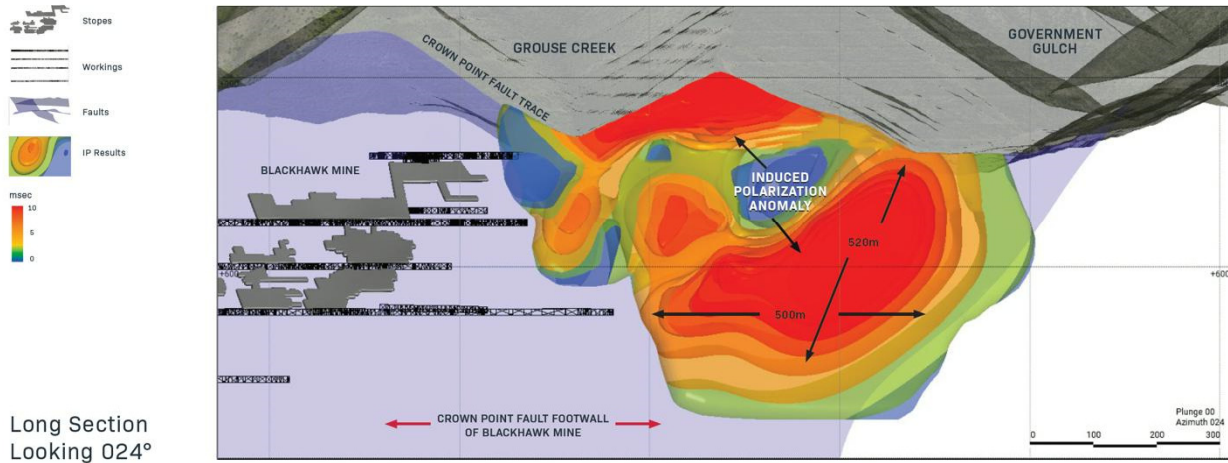 Stopes
Workings
Faults
IP Results
msec
10
5
0
Long Section
Looking 024°
GROUSE CREEK
GOVERNMENT
GULCH
CROWN POINT FAULT TRACE
BLACKHAWK MINE
INDUCED
POLARIZATION
ANOMALY
520m
500m
+600
+600
CROWN POINT FAULT FOOTWALL
OF BLACKHAWK MINE
Plunge 00
Azimuth 024
0 100 200 300